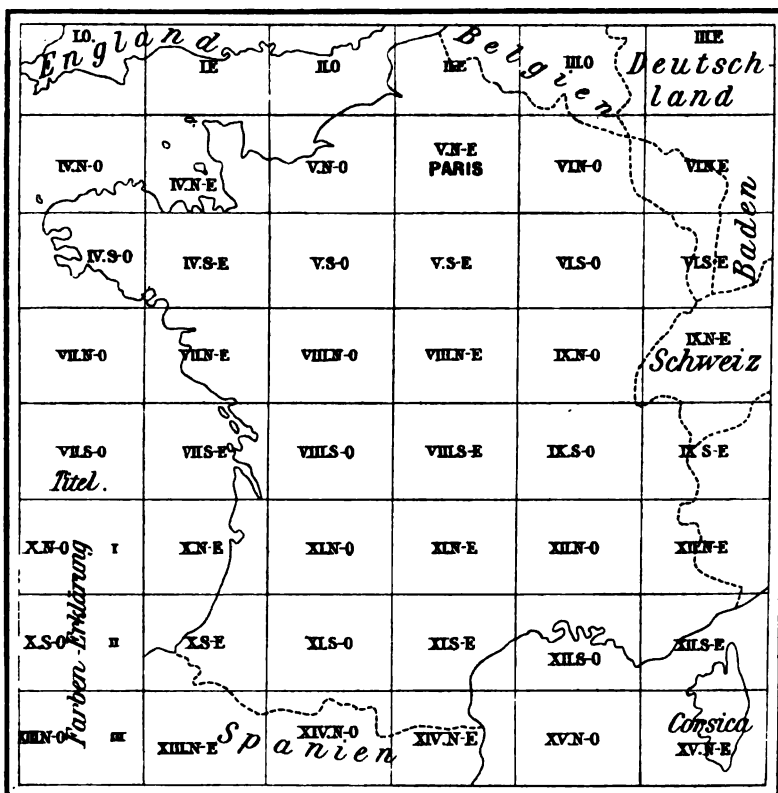 I.O. I.E II.O II.E III.O III.E
England Belgien Deutsch-
land
IV.N-O IV.N-E V.N-O V.N-E VI.N-O VI.N.E
PARIS
Baden
IV.S-O IV.S-E V.S-O V.S-E VI.S-O VI.S-E
VII.N-O VII.N-E VIII.N-O VIII.N-E IX.N-O IX.N-E
Schweiz
VII.S-O VII.S-E VIII.S-O VIII.S-E IX.S-O IX.S-E
Titel.
X.N-O I X.N-E XI.N-O XI.N-E XII.N-O XII.N-E
Farben-Erklärung
X.S-O II X.S-E XI.S-O XI.S-E XII.S-O XII.S-E
XIII.N-O III XIII.N-E XIV.N-O XIV.N-E XV.N-O XV.N-E
Spanien Corsica